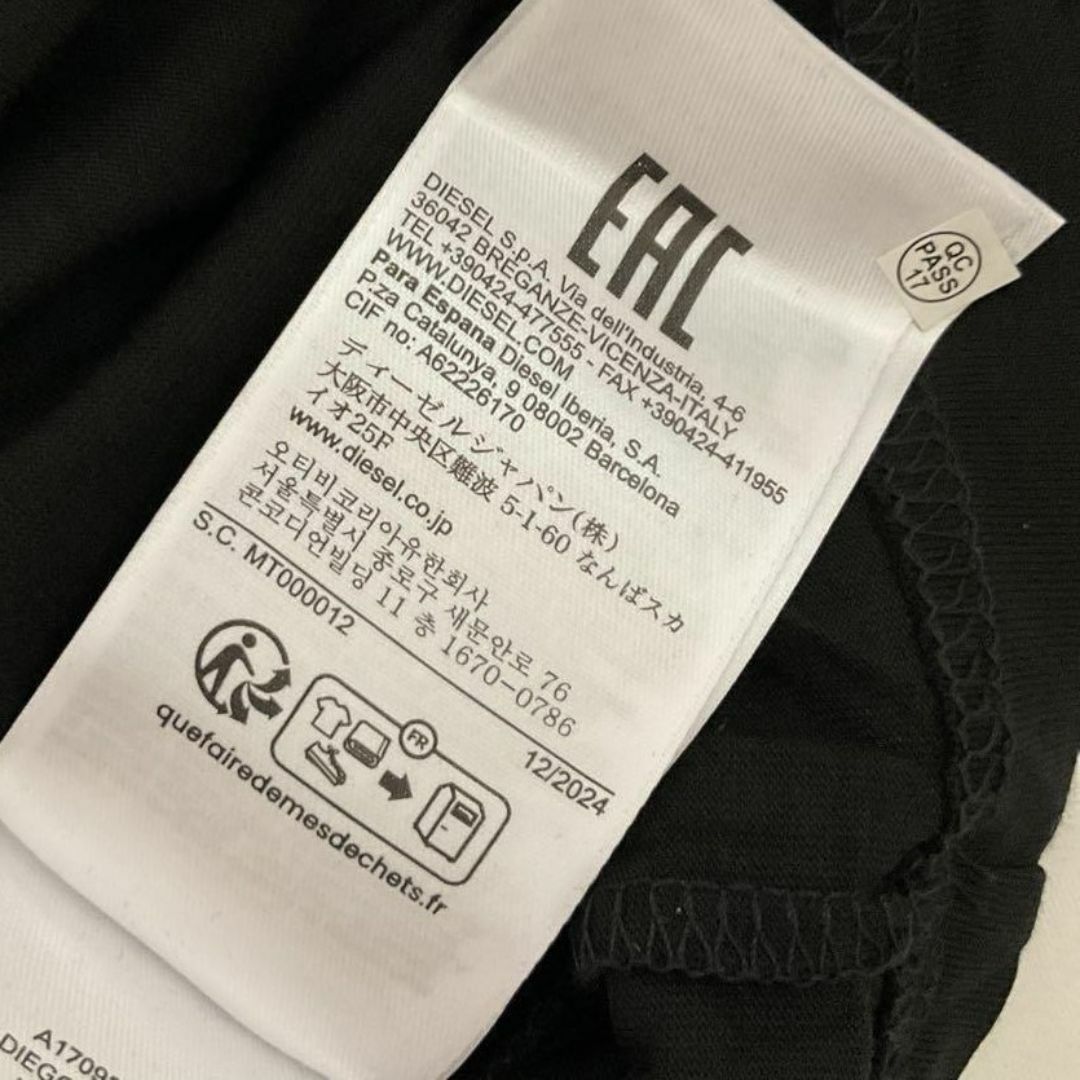 EAC
QC
PASS
17
DIESEL S.p.A. Via dell'Industria, 4-6
36042 BREGANZE-VICENZA-ITALY
TEL +390424-477555 - FAX +390424-411955
WWW.DIESEL.COM
Para Espana Diesel Iberia, S.A.
P.za Catalunya, 9 08002 Barcelona
CIF no: A62226170
ディーゼルジャパン(株)
大阪市中央区難波 5-1-60 なんばスカ
イオ25F
www.diesel.co.jp
오티비코리아유한회사
서울특별시 종로구 새문안로 76
콘코디언빌딩 11 층 1670-0786
S.C. MT000012
12/2024
FR
quefairedemesdechets.fr